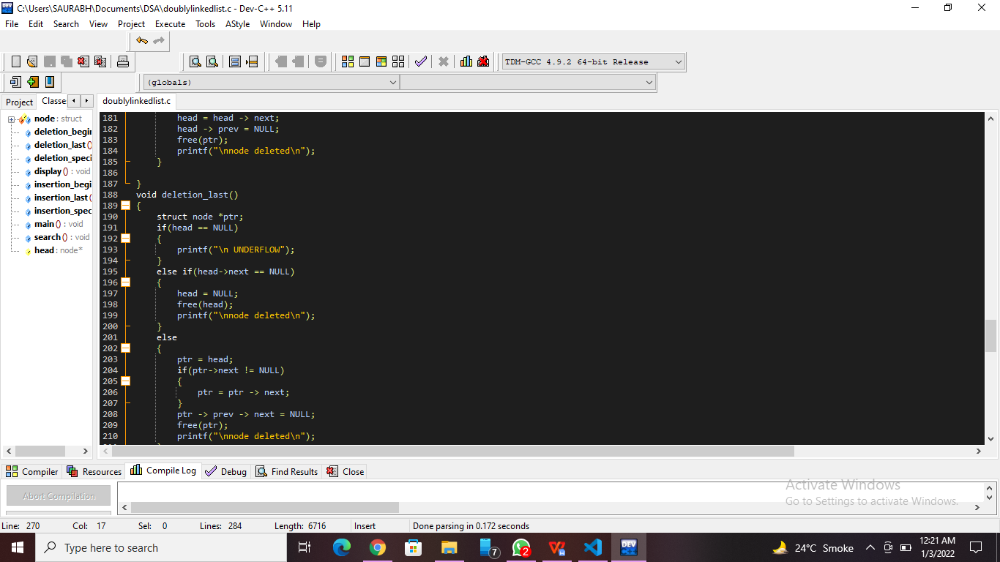 C:\Users\SAURABH\Documents\DSA\doublylinkedlist.c - Dev-C++ 5.11
File Edit Search View Project Execute Tools AStyle Window Help
TDM-GCC 4.9.2 64-bit Release
(globals)
Project Classe doublylinkedlist.c
node : struct
deletion_begin
deletion_last ()
deletion_speci
display () : void
insertion_begi
insertion_last (
insertion_spec
main () : void
search () : void
head : node*
181 head = head -> next;
182 head -> prev = NULL;
183 free(ptr);
184 printf("\nnode deleted\n");
185 }
186
187 }
188 void deletion_last()
189 {
190 struct node *ptr;
191 if(head == NULL)
192 {
193 printf("\n UNDERFLOW");
194 }
195 else if(head->next == NULL)
196 {
197 head = NULL;
198 free(head);
199 printf("\nnode deleted\n");
200 }
201 else
202 {
203 ptr = head;
204 if(ptr->next != NULL)
205 {
206 ptr = ptr -> next;
207 }
208 ptr -> prev -> next = NULL;
209 free(ptr);
210 printf("\nnode deleted\n");
Compiler Resources Compile Log Debug Find Results Close
Abort Compilation
Activate Windows
Go to Settings to activate Windows.
Line: 270 Col: 17 Sel: 0 Lines: 284 Length: 6716 Insert Done parsing in 0.172 seconds
Type here to search
7
2
DEV
24°C Smoke
12:21 AM
1/3/2022